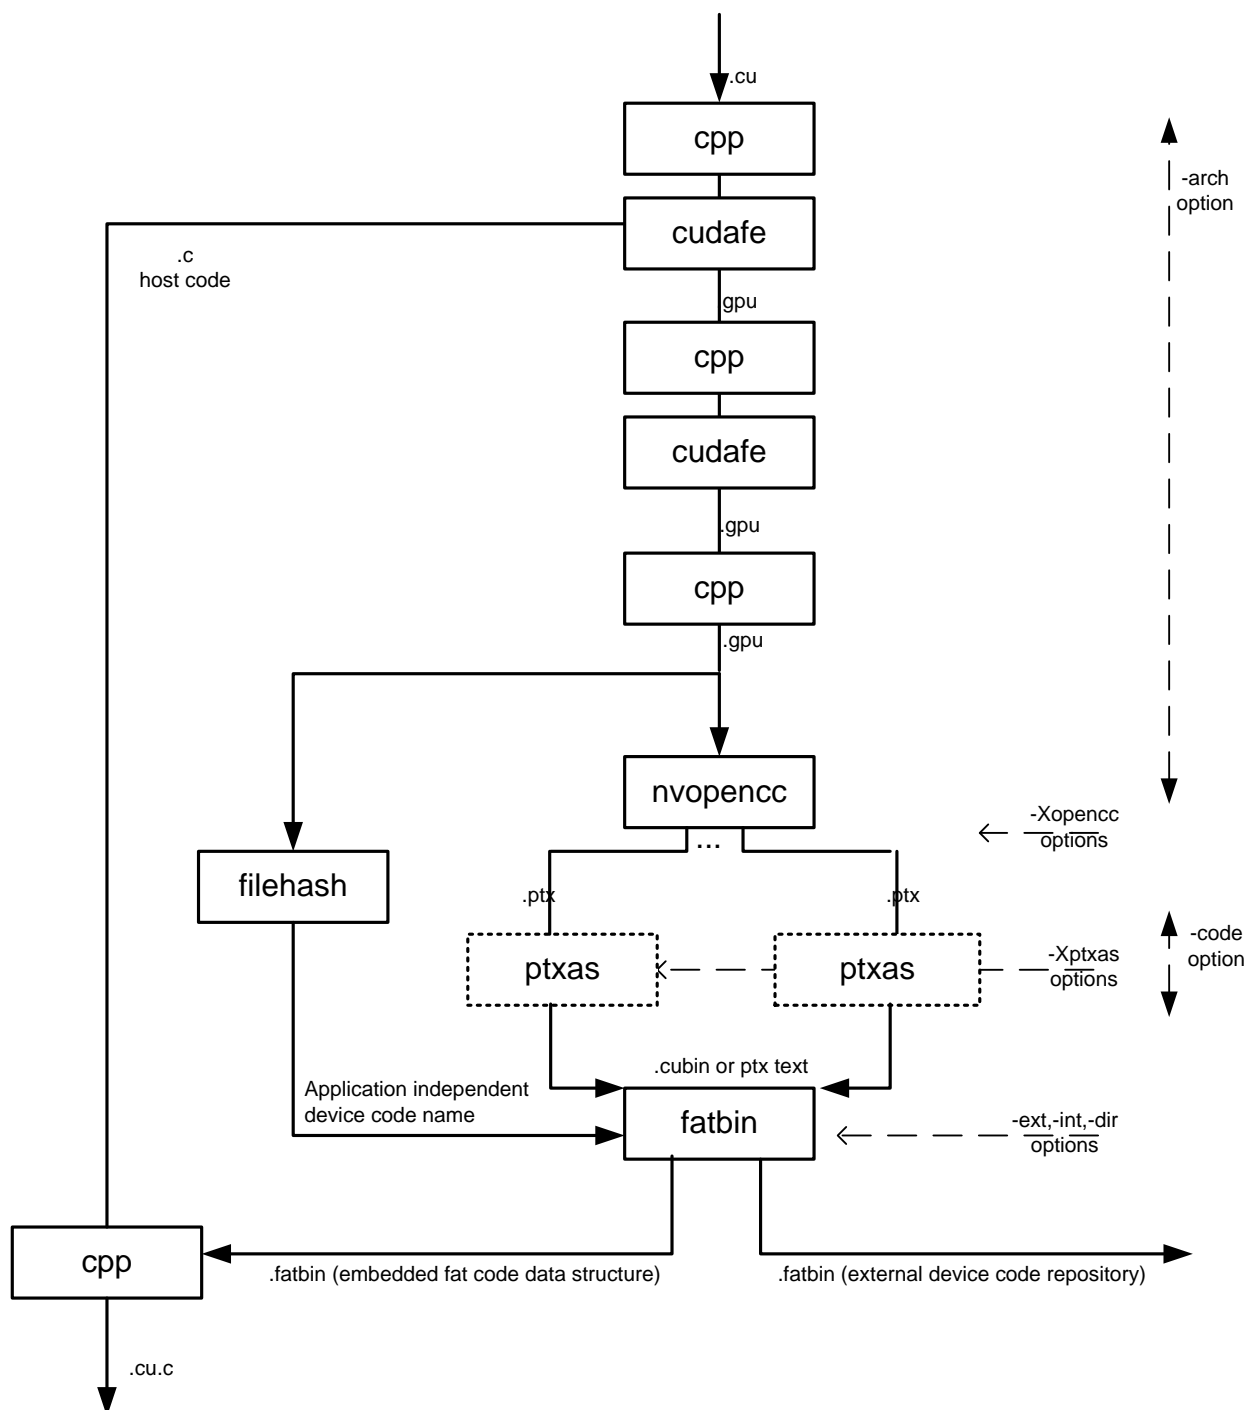 .cu
cpp
-arch
option
cudafe
.c
host code
gpu
cpp
cudafe
.gpu
cpp
.gpu
nvopencc
...
-Xopencc
options
filehash
.ptx
.ptx
ptxas
ptxas
-Xptxas
options
-code
option
.cubin or ptx text
Application independent
device code name
fatbin
-ext,-int,-dir
options
cpp
.fatbin (embedded fat code data structure)
.fatbin (external device code repository)
.cu.c